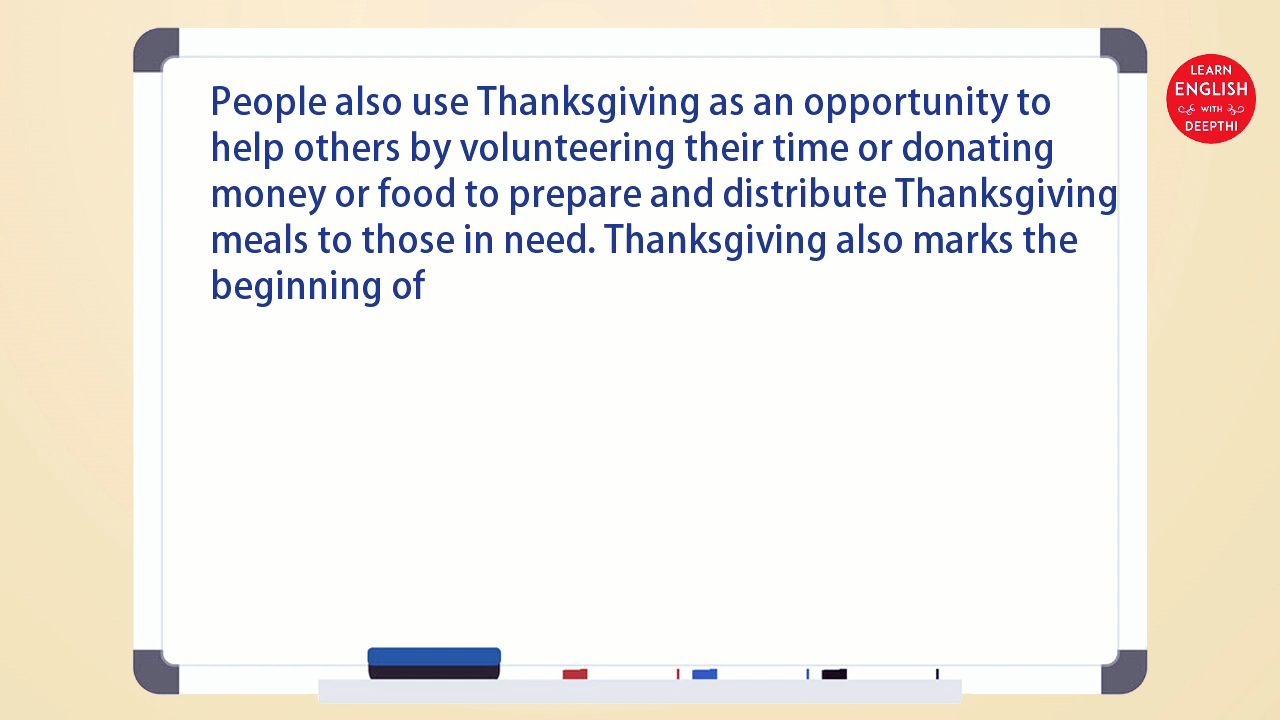 People also use Thanksgiving as an opportunity to
help others by volunteering their time or donating
money or food to prepare and distribute Thanksgiving
meals to those in need. Thanksgiving also marks the
beginning of
LEARN
ENGLISH
WITH
DEEPTHI